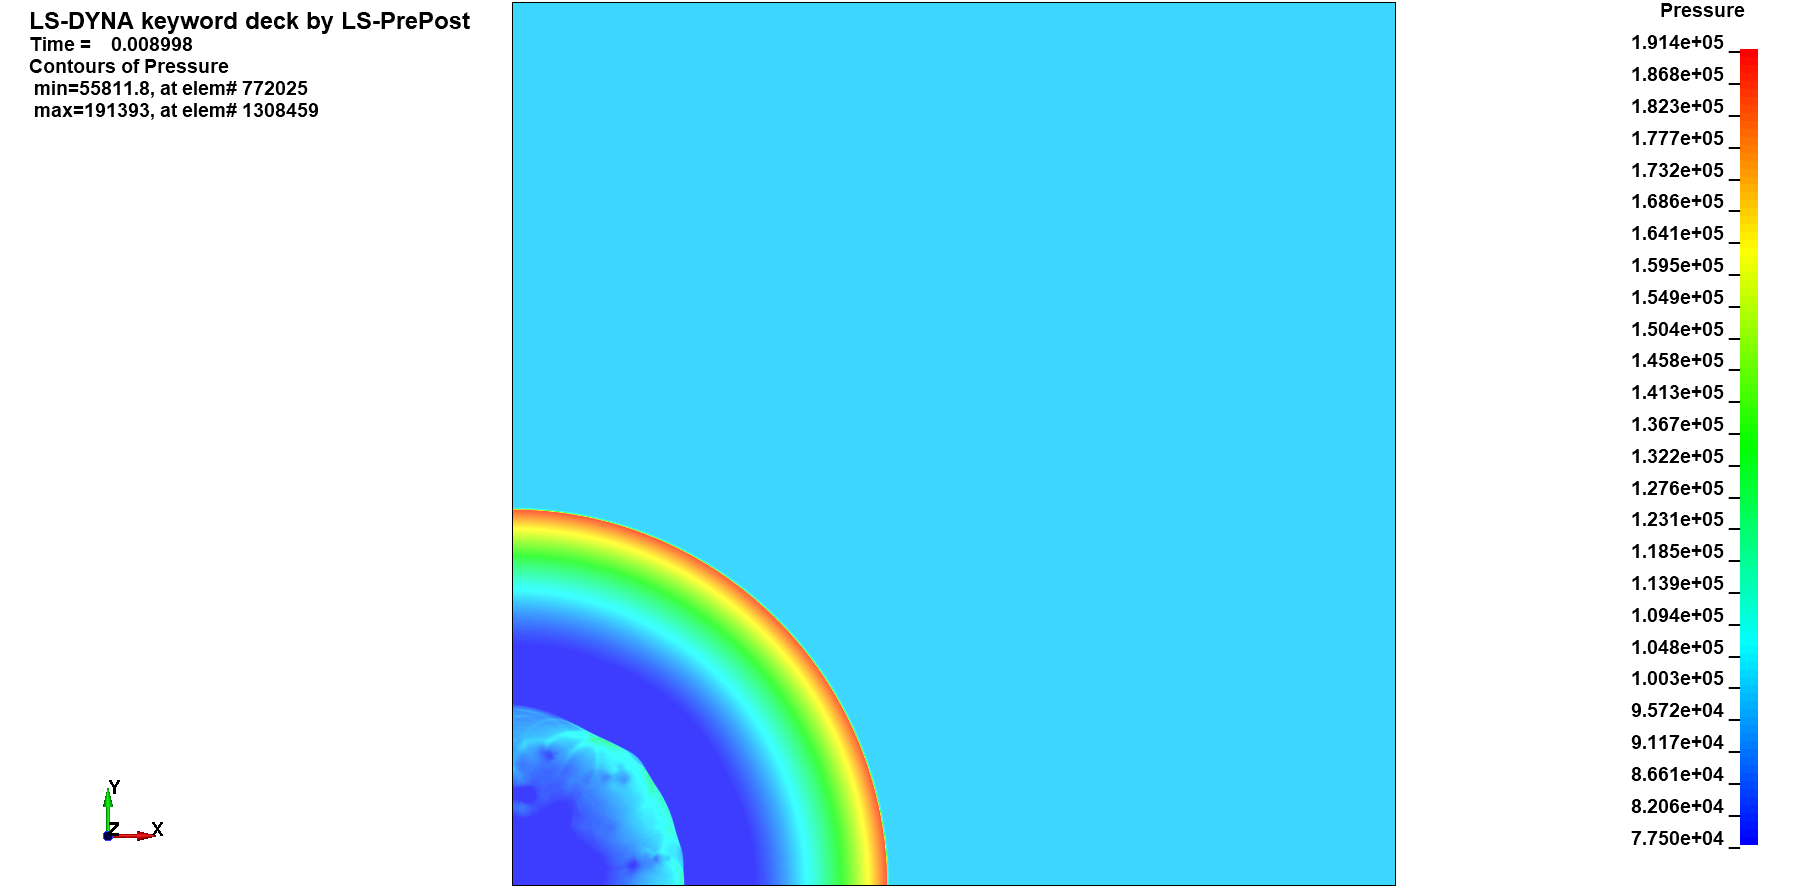 LS-DYNA keyword deck by LS-PrePost
Time = 0.008998
Contours of Pressure
min=55811.8, at elem# 772025
max=191393, at elem# 1308459
Pressure
1.914e+05
1.868e+05
1.823e+05
1.777e+05
1.732e+05
1.686e+05
1.641e+05
1.595e+05
1.549e+05
1.504e+05
1.458e+05
1.413e+05
1.367e+05
1.322e+05
1.276e+05
1.231e+05
1.185e+05
1.139e+05
1.094e+05
1.048e+05
1.003e+05
9.572e+04
9.117e+04
8.661e+04
8.206e+04
7.750e+04
Y
Z X